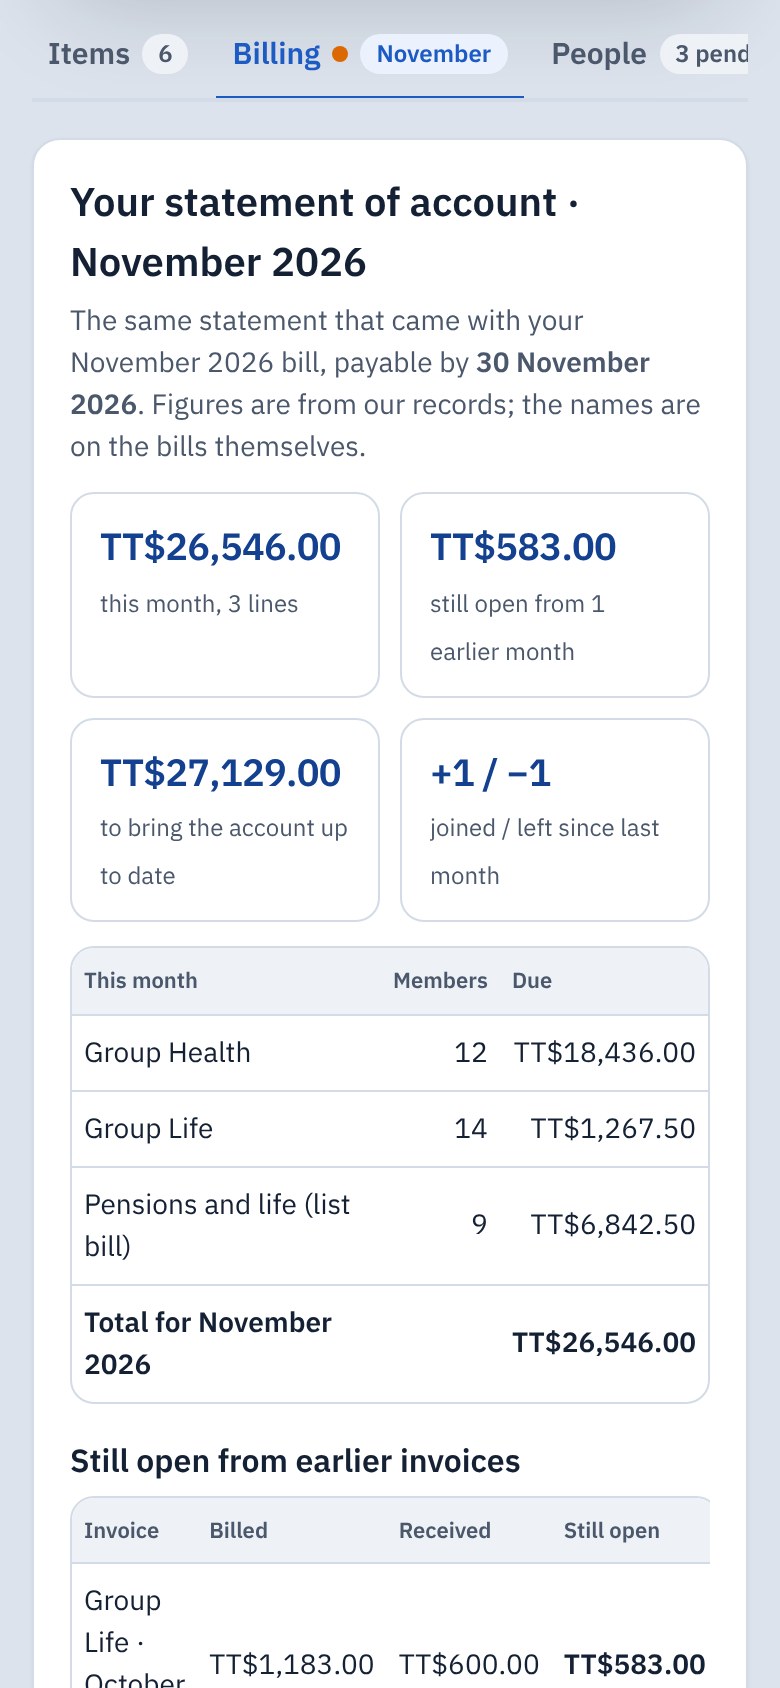 Items 6 Billing November People 3 pend
Your statement of account ·
November 2026
The same statement that came with your
November 2026 bill, payable by 30 November
2026. Figures are from our records; the names are
on the bills themselves.
TT$26,546.00
this month, 3 lines
TT$583.00
still open from 1
earlier month
TT$27,129.00
to bring the account up
to date
+1 / −1
joined / left since last
month
This month Members Due
Group Health 12 TT$18,436.00
Group Life 14 TT$1,267.50
Pensions and life (list
bill) 9 TT$6,842.50
Total for November
2026 TT$26,546.00
Still open from earlier invoices
Invoice Billed Received Still open
Group
Life ·
October TT$1,183.00 TT$600.00 TT$583.00